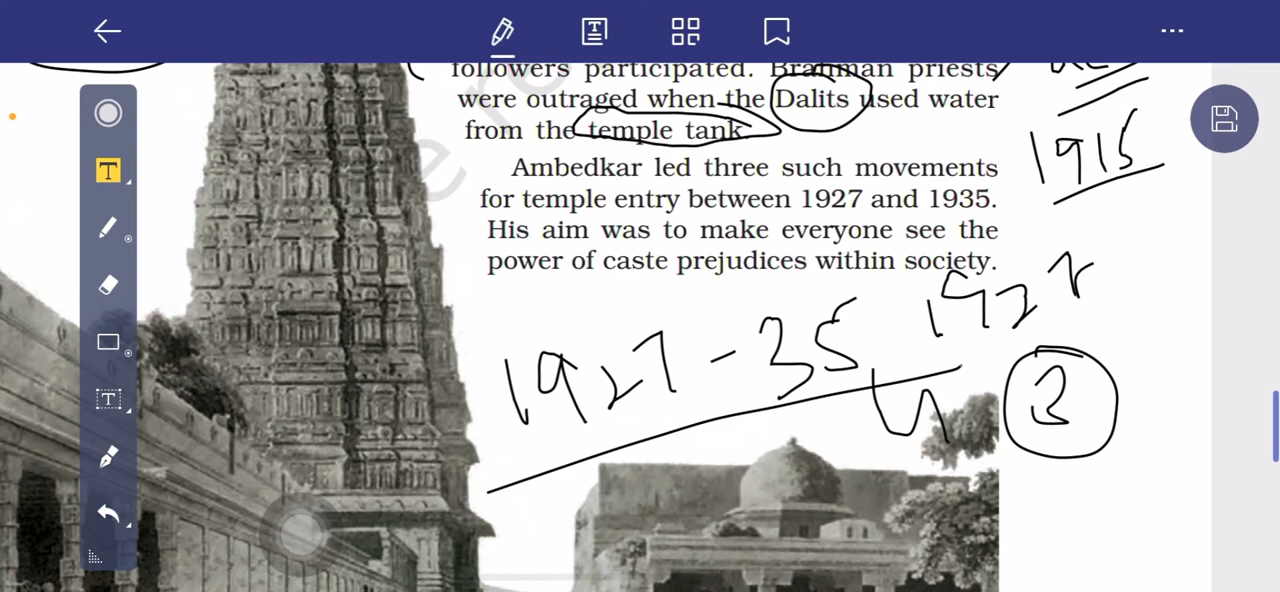 followers participated. Brahman priests
were outraged when the Dalits used water
from the temple tank.
Ambedkar led three such movements
for temple entry between 1927 and 1935.
His aim was to make everyone see the
power of caste prejudices within society.
1915
1927 - 35
192
3
T
T
T